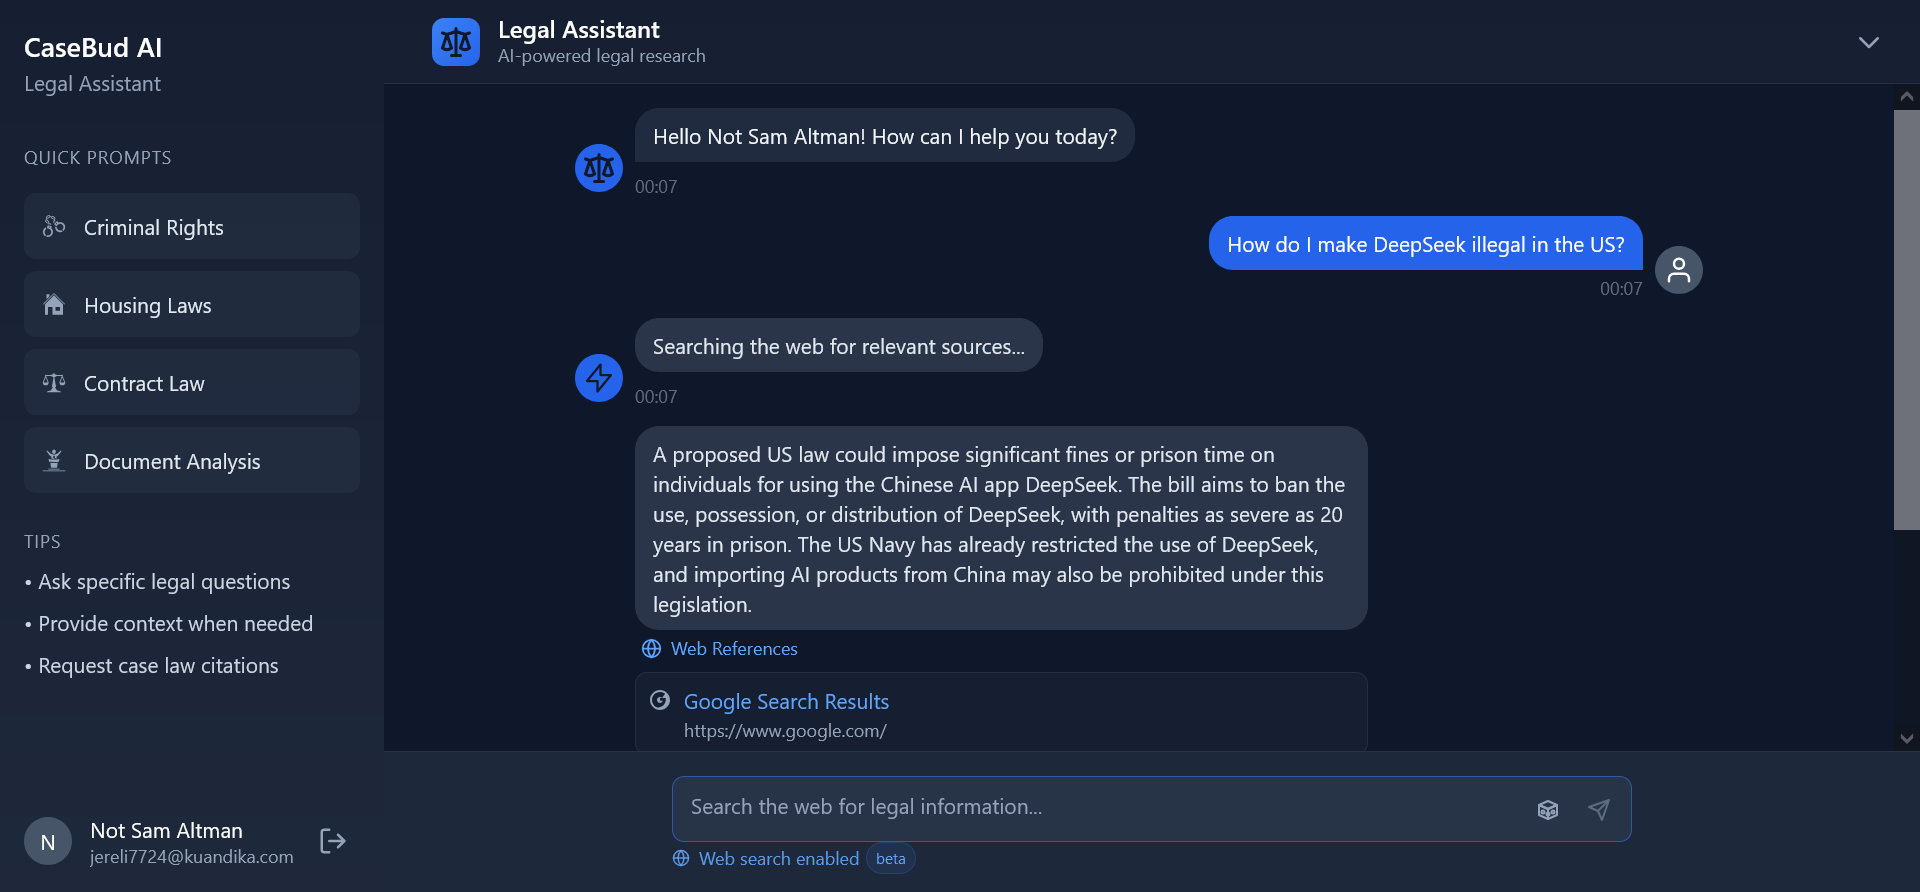 CaseBud AI
Legal Assistant
QUICK PROMPTS
Criminal Rights
Housing Laws
Contract Law
Document Analysis
TIPS
• Ask specific legal questions
• Provide context when needed
• Request case law citations
N
Not Sam Altman
jereli7724@kuandika.com
Legal Assistant
AI-powered legal research
Hello Not Sam Altman! How can I help you today?
00:07
How do I make DeepSeek illegal in the US?
00:07
Searching the web for relevant sources...
00:07
A proposed US law could impose significant fines or prison time on
individuals for using the Chinese AI app DeepSeek. The bill aims to ban the
use, possession, or distribution of DeepSeek, with penalties as severe as 20
years in prison. The US Navy has already restricted the use of DeepSeek,
and importing AI products from China may also be prohibited under this
legislation.
Web References
Google Search Results
https://www.google.com/
Search the web for legal information...
Web search enabled beta